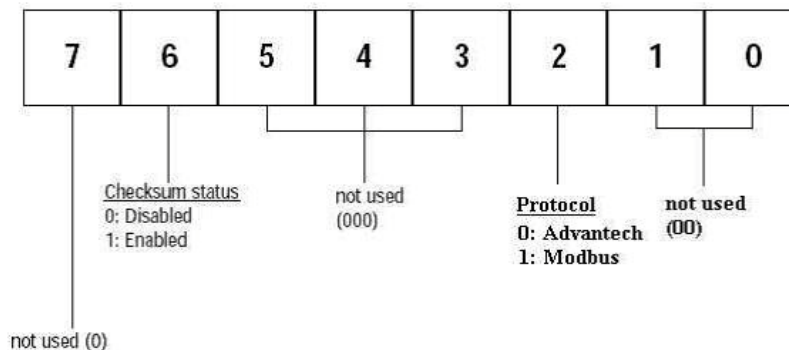 7 6 5 4 3 2 1 0
Checksum status
0: Disabled
1: Enabled
not used
(000)
Protocol
0: Advantech
1: Modbus
not used
(00)
not used (0)